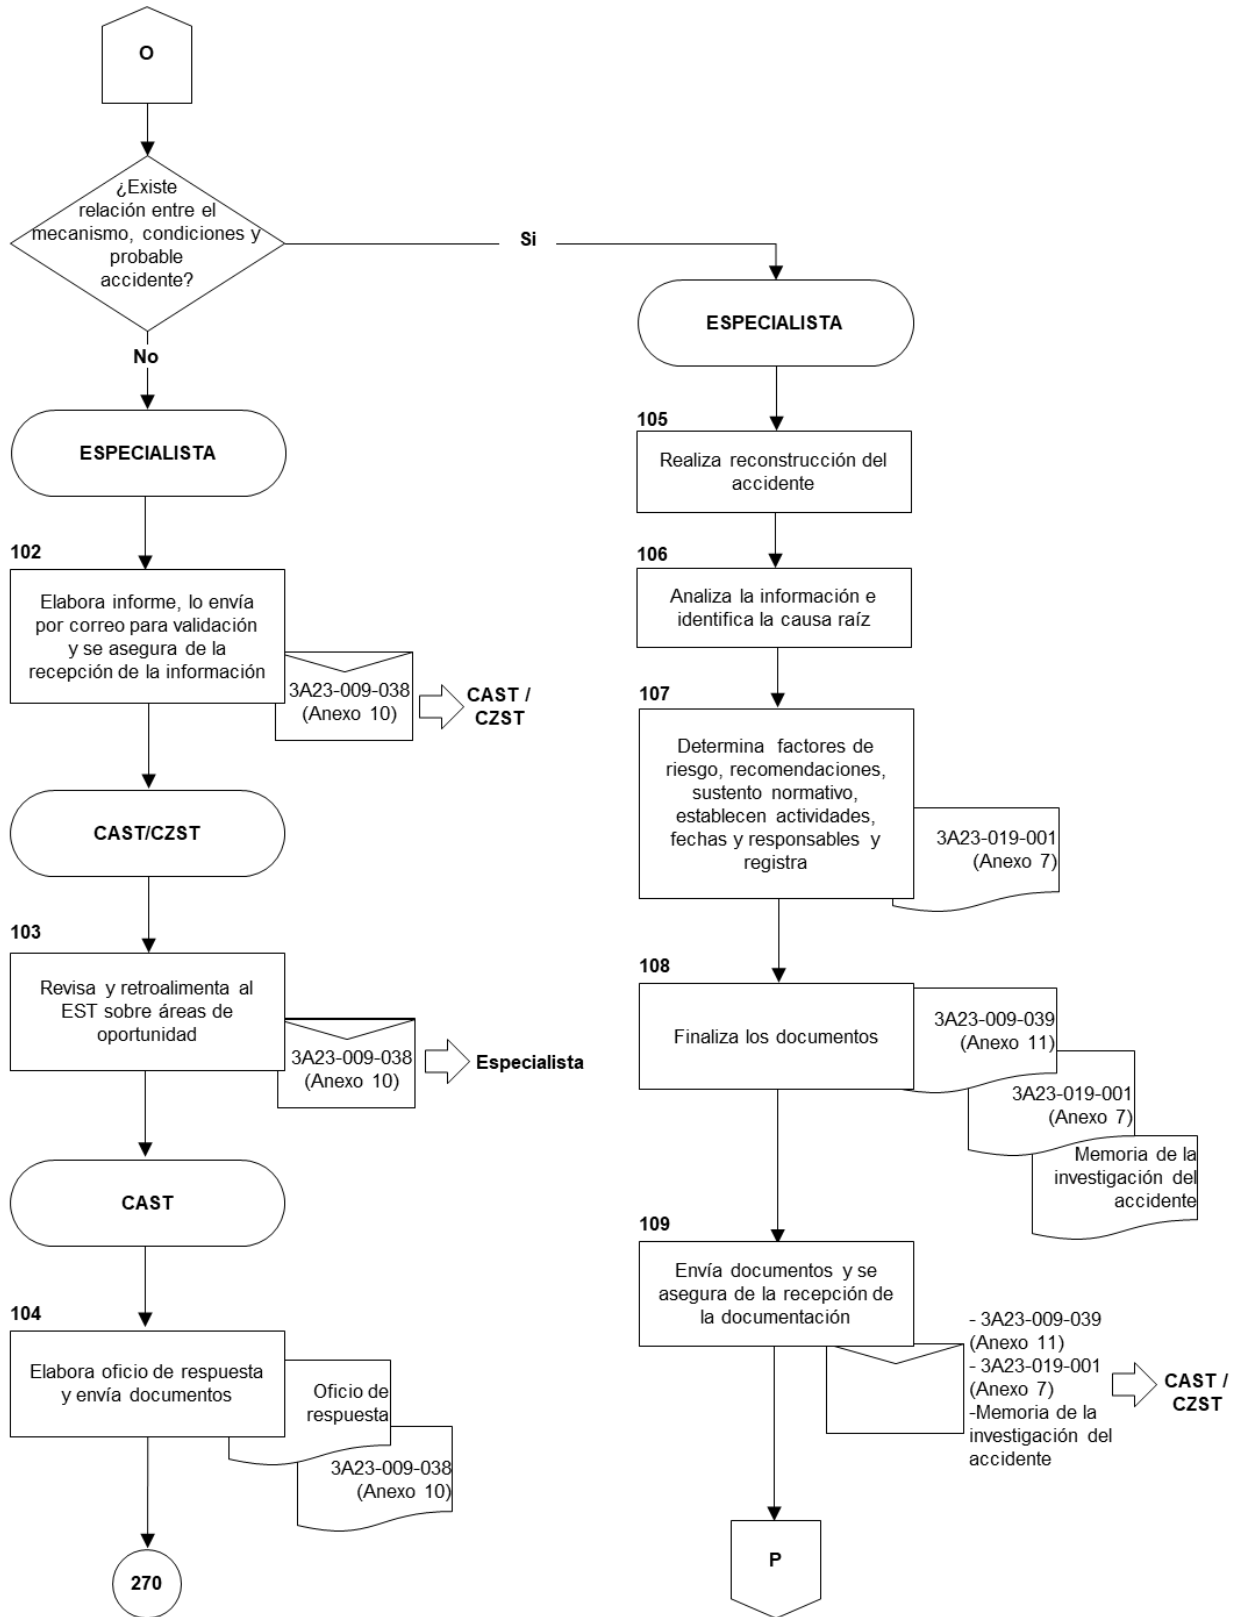 O
¿Existe
relación entre el
mecanismo, condiciones y
probable
accidente?
Si
No
ESPECIALISTA
102
Elabora informe, lo envía
por correo para validación
y se asegura de la
recepción de la información
3A23-009-038
(Anexo 10)
CAST /
CZST
CAST/CZST
103
Revisa y retroalimenta al
EST sobre áreas de
oportunidad
3A23-009-038
(Anexo 10)
Especialista
CAST
104
Elabora oficio de respuesta
y envía documentos
Oficio de
respuesta
3A23-009-038
(Anexo 10)
270
ESPECIALISTA
105
Realiza reconstrucción del
accidente
106
Analiza la información e
identifica la causa raíz
107
Determina factores de
riesgo, recomendaciones,
sustento normativo,
establecen actividades,
fechas y responsables y
registra
3A23-019-001
(Anexo 7)
108
Finaliza los documentos
3A23-009-039
(Anexo 11)
3A23-019-001
(Anexo 7)
Memoria de la
investigación del
accidente
109
Envía documentos y se
asegura de la recepción de
la documentación
- 3A23-009-039
(Anexo 11)
- 3A23-019-001
(Anexo 7)
-Memoria de la
investigación del
accidente
CAST /
CZST
P